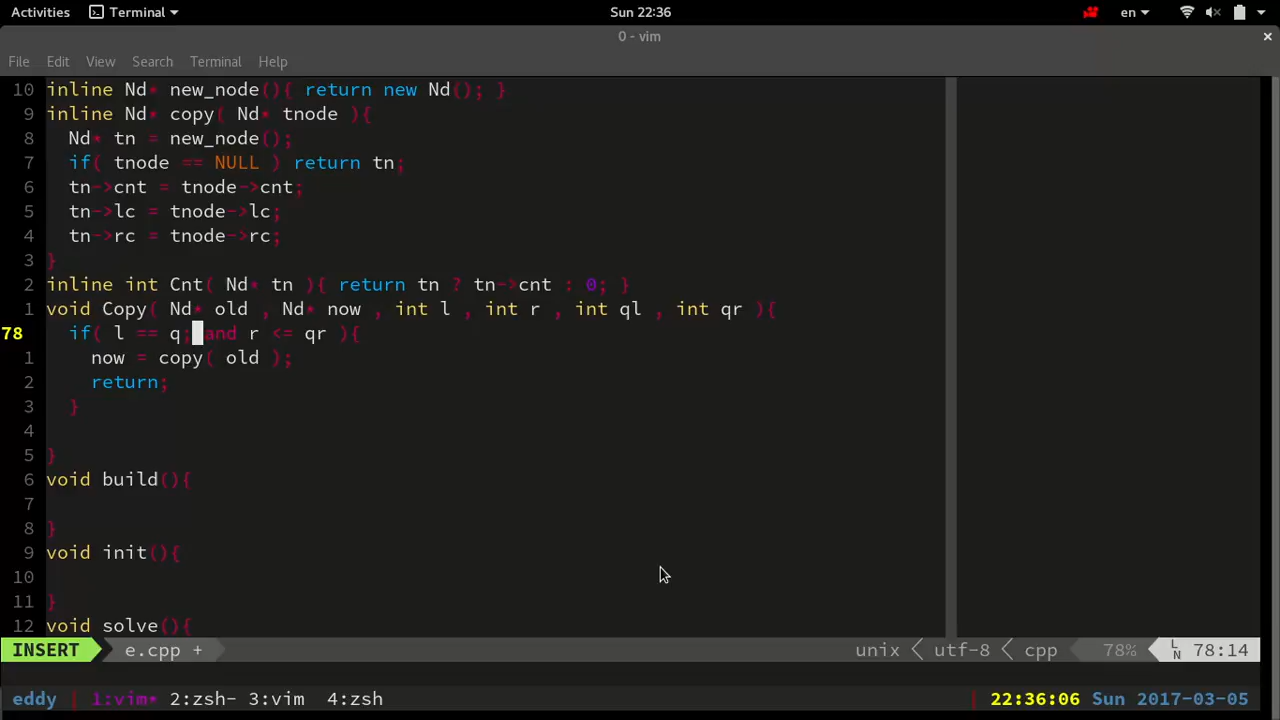 Activities Terminal Sun 22:36 en
0 - vim ×
File Edit View Search Terminal Help
10 inline Nd* new_node(){ return new Nd(); }
9 inline Nd* copy( Nd* tnode ){
8 Nd* tn = new_node();
7 if( tnode == NULL ) return tn;
6 tn->cnt = tnode->cnt;
5 tn->lc = tnode->lc;
4 tn->rc = tnode->rc;
3 }
2 inline int Cnt( Nd* tn ){ return tn ? tn->cnt : 0; }
1 void Copy( Nd* old , Nd* now , int l , int r , int ql , int qr ){
78 if( l == q; and r <= qr ){
1 now = copy( old );
2 return;
3 }
4
5 }
6 void build(){
7
8 }
9 void init(){
10
11 }
12 void solve(){
INSERT e.cpp + unix utf-8 cpp 78% LN 78:14
eddy 1:vim* 2:zsh- 3:vim 4:zsh 22:36:06 Sun 2017-03-05